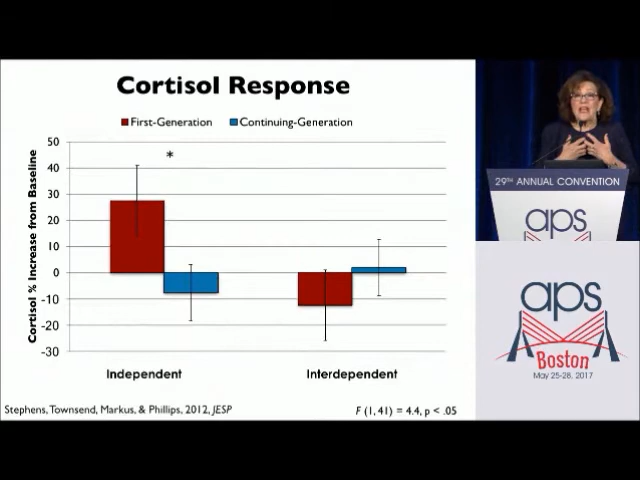 Cortisol Response
First-Generation
Continuing-Generation
Cortisol % Increase from Baseline
50
40
30
20
10
0
-10
-20
-30
*
Independent
Interdependent
Stephens, Townsend, Markus, & Phillips, 2012, JESP
F (1, 41) = 4.4, p < .05
29TH ANNUAL CONVENTION
aps
aps
Boston
May 25-28, 2017